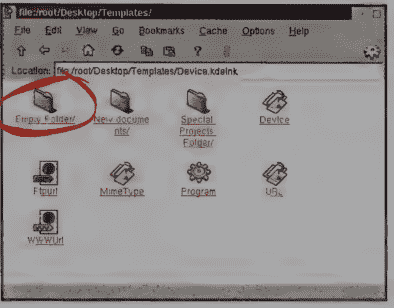 file:/root/Desktop/Templates/
File Edit View Go Bookmarks Cache Options Help
Location: file:/root/Desktop/Templates/Device.kdelnk
Empty Folder/ New docume Special Device
nts/ Projects
Folder/
Ftpurl MimeType Program URL
WWWUrl